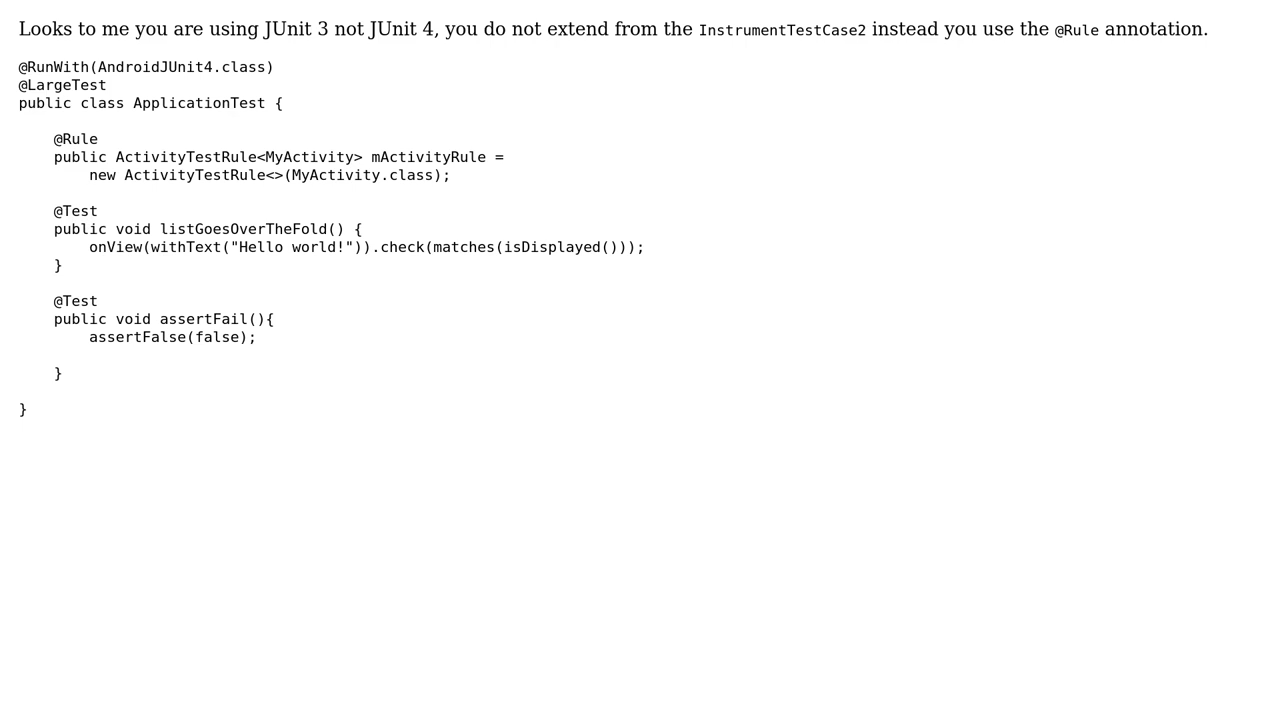 Looks to me you are using JUnit 3 not JUnit 4, you do not extend from the InstrumentTestCase2 instead you use the @Rule annotation.
@RunWith(AndroidJUnit4.class)
@LargeTest
public class ApplicationTest {
    @Rule
    public ActivityTestRule<MyActivity> mActivityRule =
        new ActivityTestRule<>(MyActivity.class);
    @Test
    public void listGoesOverTheFold() {
        onView(withText("Hello world!")).check(matches(isDisplayed()));
    }
    @Test
    public void assertFail(){
        assertFalse(false);
    }
}